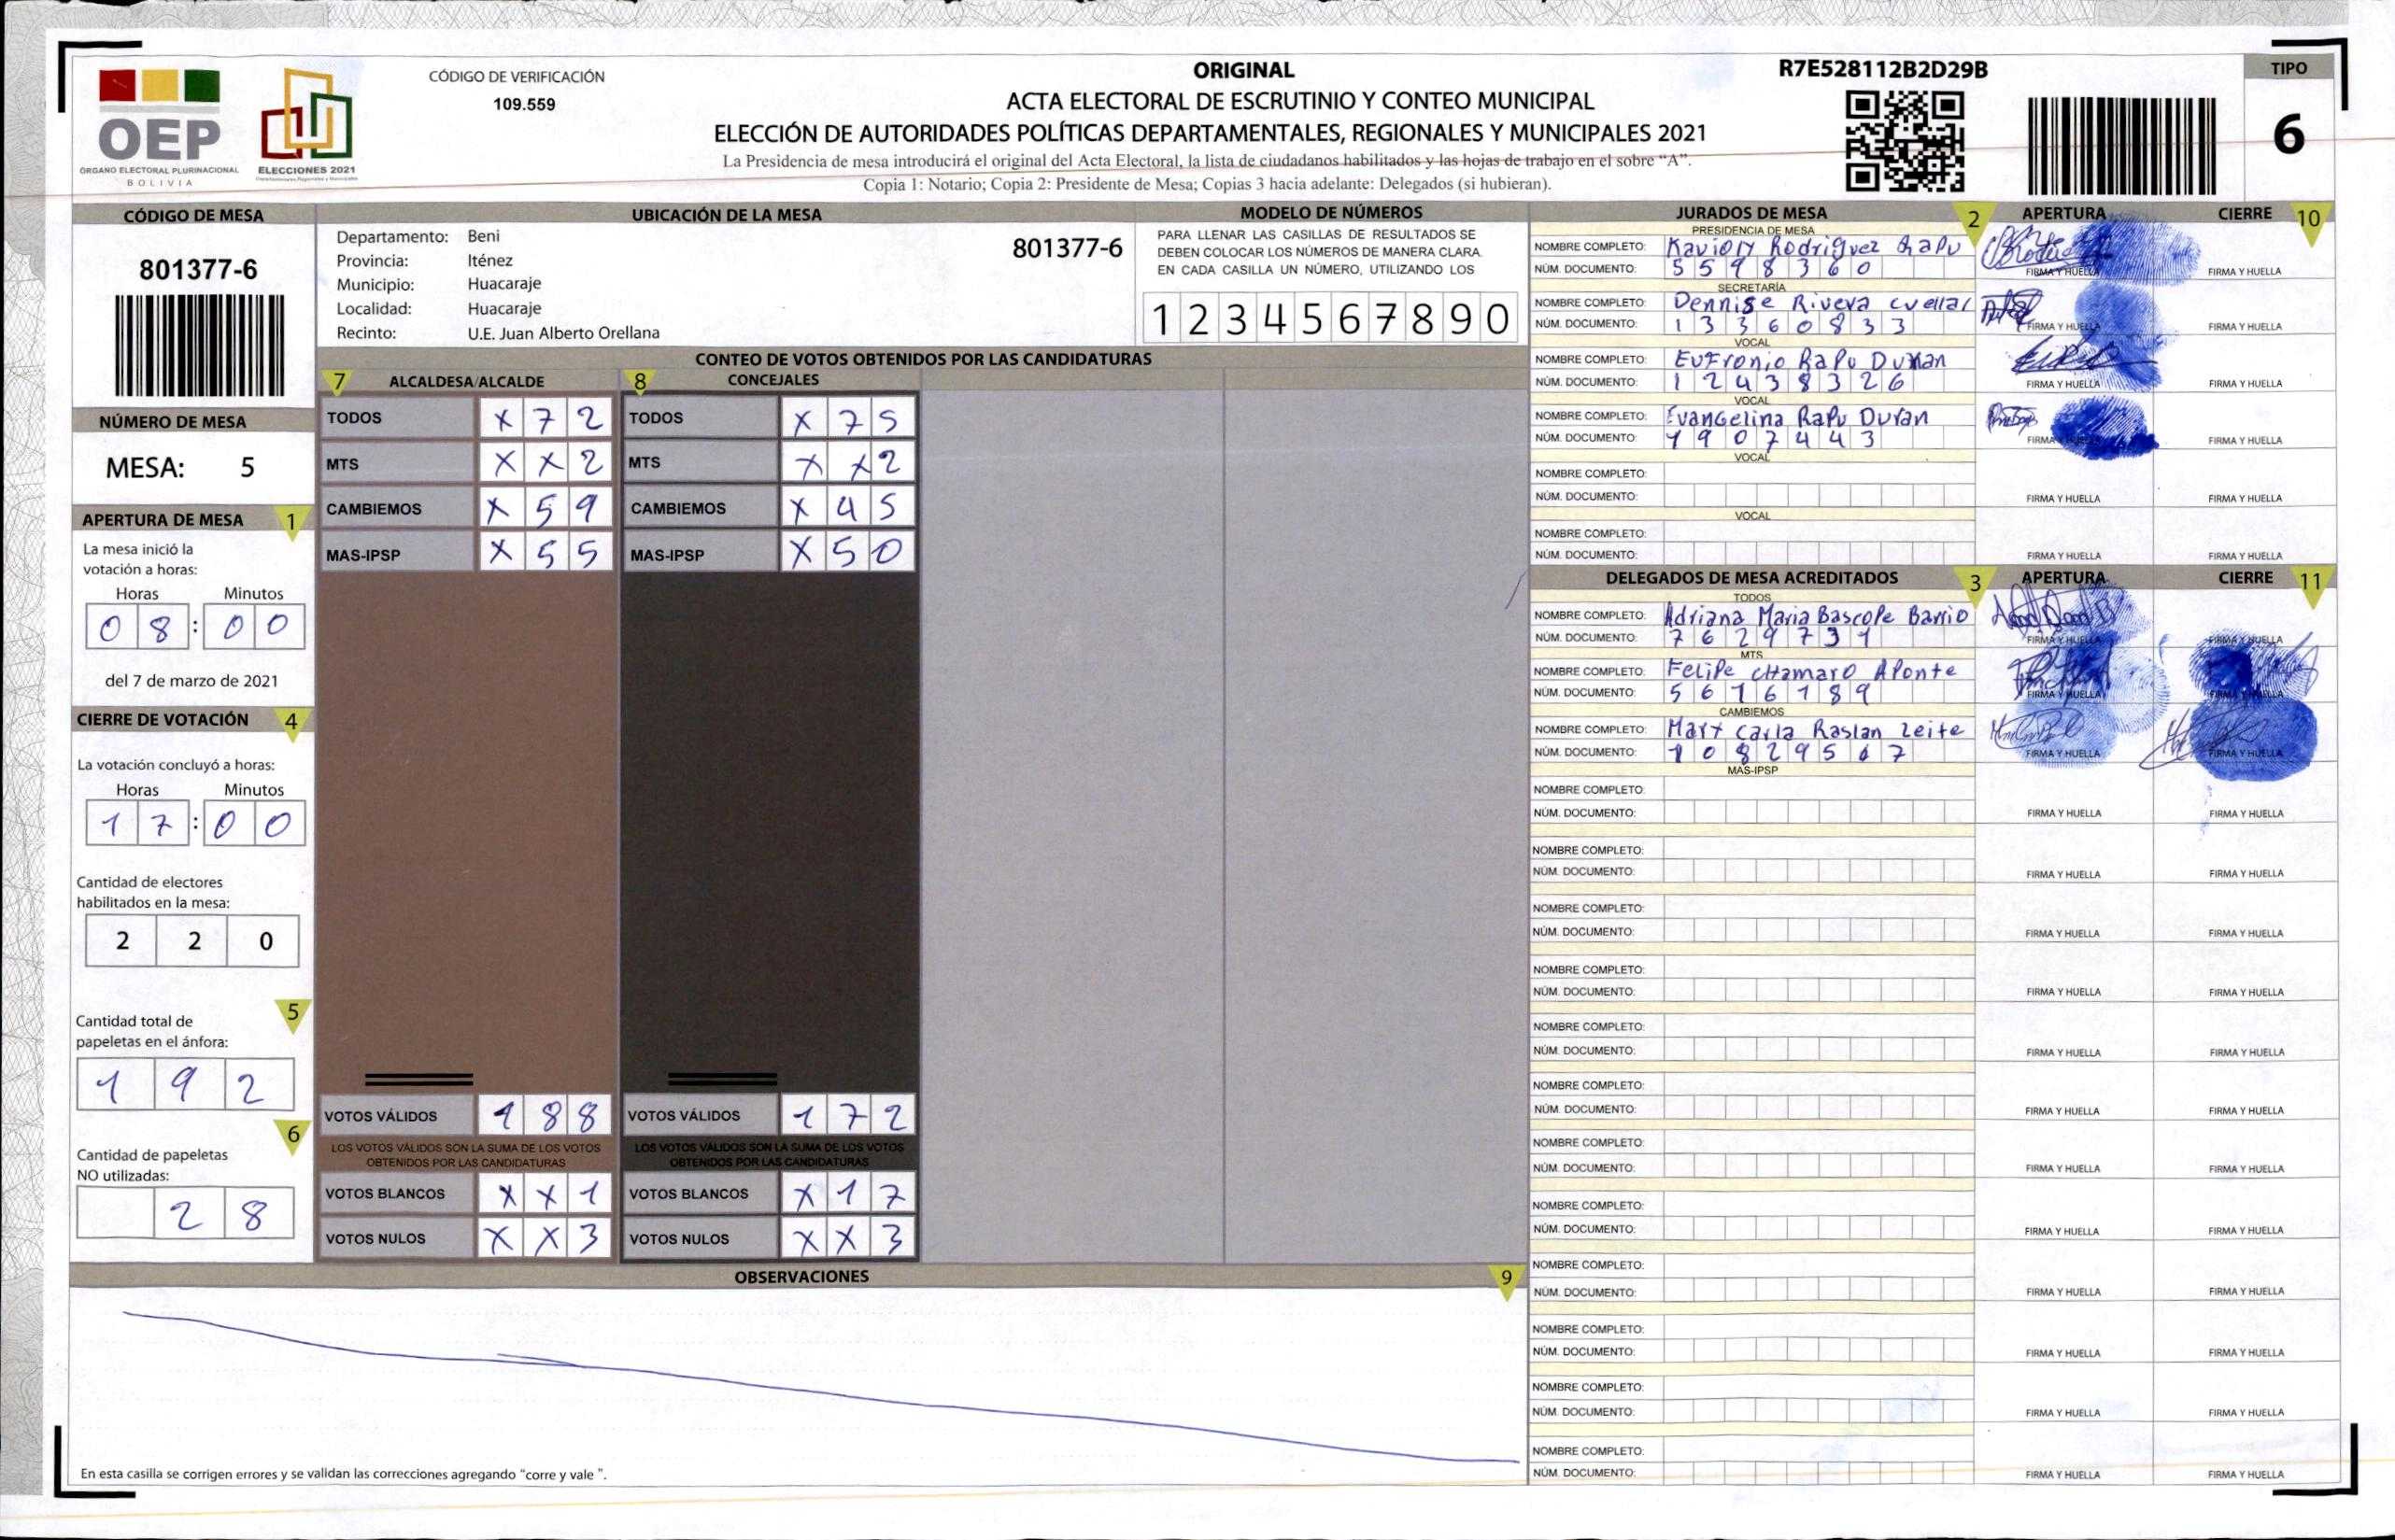 OEP
ÓRGANO ELECTORAL PLURINACIONAL
BOLIVIA
ELECCIONES 2021
CÓDIGO DE VERIFICACIÓN
109.559
ORIGINAL
ACTA ELECTORAL DE ESCRUTINIO Y CONTEO MUNICIPAL
ELECCIÓN DE AUTORIDADES POLÍTICAS DEPARTAMENTALES, REGIONALES Y MUNICIPALES 2021
La Presidencia de mesa introducirá el original del Acta Electoral, la lista de ciudadanos habilitados y las hojas de trabajo en el sobre “A”.
Copia 1: Notario; Copia 2: Presidente de Mesa; Copias 3 hacia adelante: Delegados (si hubieran).
R7E528112B2D29B
TIPO
6
CÓDIGO DE MESA
801377-6
NÚMERO DE MESA
MESA: 5
APERTURA DE MESA 1
La mesa inició la
votación a horas:
Horas Minutos
0 8 : 0 0
del 7 de marzo de 2021
CIERRE DE VOTACIÓN 4
La votación concluyó a horas:
Horas Minutos
1 7 : 0 0
Cantidad de electores
habilitados en la mesa:
2 2 0
5
Cantidad total de
papeletas en el ánfora:
1 9 2
6
Cantidad de papeletas
NO utilizadas:
2 8
UBICACIÓN DE LA MESA
Departamento: Beni 801377-6
Provincia: Iténez
Municipio: Huacaraje
Localidad: Huacaraje
Recinto: U.E. Juan Alberto Orellana
MODELO DE NÚMEROS
PARA LLENAR LAS CASILLAS DE RESULTADOS SE
DEBEN COLOCAR LOS NÚMEROS DE MANERA CLARA.
EN CADA CASILLA UN NÚMERO, UTILIZANDO LOS
1 2 3 4 5 6 7 8 9 0
CONTEO DE VOTOS OBTENIDOS POR LAS CANDIDATURAS
7 ALCALDESA/ALCALDE 8 CONCEJALES
TODOS X 7 2 TODOS X 7 5
MTS X X 2 MTS X X 2
CAMBIEMOS X 5 9 CAMBIEMOS X 4 5
MAS-IPSP X 5 5 MAS-IPSP X 5 0
VOTOS VÁLIDOS 1 8 8 VOTOS VÁLIDOS 1 7 2
LOS VOTOS VÁLIDOS SON LA SUMA DE LOS VOTOS LOS VOTOS VÁLIDOS SON LA SUMA DE LOS VOTOS
OBTENIDOS POR LAS CANDIDATURAS OBTENIDOS POR LAS CANDIDATURAS
VOTOS BLANCOS X X 1 VOTOS BLANCOS X 1 7
VOTOS NULOS X X 3 VOTOS NULOS X X 3
OBSERVACIONES 9
En esta casilla se corrigen errores y se validan las correcciones agregando “corre y vale ”.
JURADOS DE MESA 2 APERTURA CIERRE 10
PRESIDENCIA DE MESA
NOMBRE COMPLETO: Rodriguez Rapu
NÚM. DOCUMENTO: 5 5 9 8 3 6 0 FIRMA Y HUELLA FIRMA Y HUELLA
SECRETARÍA
NOMBRE COMPLETO: Dennise Rivera Cuellar
NÚM. DOCUMENTO: 1 3 3 6 0 8 3 3 FIRMA Y HUELLA FIRMA Y HUELLA
VOCAL
NOMBRE COMPLETO: Eufronio Rapu Duran
NÚM. DOCUMENTO: 1 2 4 3 8 3 2 6 FIRMA Y HUELLA FIRMA Y HUELLA
VOCAL
NOMBRE COMPLETO: Evangelina Rapu Duran
NÚM. DOCUMENTO: 1 9 0 7 4 4 3 FIRMA FIRMA Y HUELLA
VOCAL
NOMBRE COMPLETO:
NÚM. DOCUMENTO: FIRMA Y HUELLA FIRMA Y HUELLA
VOCAL
NOMBRE COMPLETO:
NÚM. DOCUMENTO: FIRMA Y HUELLA FIRMA Y HUELLA
DELEGADOS DE MESA ACREDITADOS 3 APERTURA CIERRE 11
TODOS
NOMBRE COMPLETO: Adriana Maria Bascope Barrio
NÚM. DOCUMENTO: 7 6 2 9 7 3 1 FIRMA Y HUELLA FIRMA Y HUELLA
MTS
NOMBRE COMPLETO: Felipe Chamaro Aponte
NÚM. DOCUMENTO: 5 6 1 6 1 8 9 FIRMA Y HUELLA FIRMA Y HUELLA
CAMBIEMOS
NOMBRE COMPLETO: Mary Carla Raslan Leite
NÚM. DOCUMENTO: 1 0 8 2 9 5 1 7 FIRMA Y HUELLA FIRMA Y HUELLA
MAS-IPSP
NOMBRE COMPLETO:
NÚM. DOCUMENTO: FIRMA Y HUELLA FIRMA Y HUELLA
NOMBRE COMPLETO:
NÚM. DOCUMENTO: FIRMA Y HUELLA FIRMA Y HUELLA
NOMBRE COMPLETO:
NÚM. DOCUMENTO: FIRMA Y HUELLA FIRMA Y HUELLA
NOMBRE COMPLETO:
NÚM. DOCUMENTO: FIRMA Y HUELLA FIRMA Y HUELLA
NOMBRE COMPLETO:
NÚM. DOCUMENTO: FIRMA Y HUELLA FIRMA Y HUELLA
NOMBRE COMPLETO:
NÚM. DOCUMENTO: FIRMA Y HUELLA FIRMA Y HUELLA
NOMBRE COMPLETO:
NÚM. DOCUMENTO: FIRMA Y HUELLA FIRMA Y HUELLA
NOMBRE COMPLETO:
NÚM. DOCUMENTO: FIRMA Y HUELLA FIRMA Y HUELLA
NOMBRE COMPLETO:
NÚM. DOCUMENTO: FIRMA Y HUELLA FIRMA Y HUELLA
NOMBRE COMPLETO:
NÚM. DOCUMENTO: FIRMA Y HUELLA FIRMA Y HUELLA
NOMBRE COMPLETO:
NÚM. DOCUMENTO: FIRMA Y HUELLA FIRMA Y HUELLA
NOMBRE COMPLETO:
NÚM. DOCUMENTO: FIRMA Y HUELLA FIRMA Y HUELLA